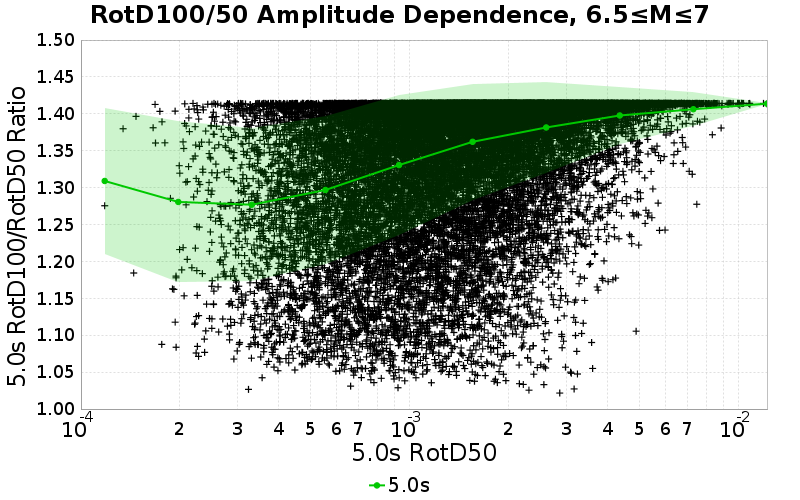 RotD100/50 Amplitude Dependence, 6.5≤M≤7
5.0s RotD100/RotD50 Ratio
1.50
1.45
1.40
1.35
1.30
1.25
1.20
1.15
1.10
1.05
1.00
10-4 2 3 4 5 6 7 10-3 2 3 4 5 6 7 10-2
5.0s RotD50
5.0s